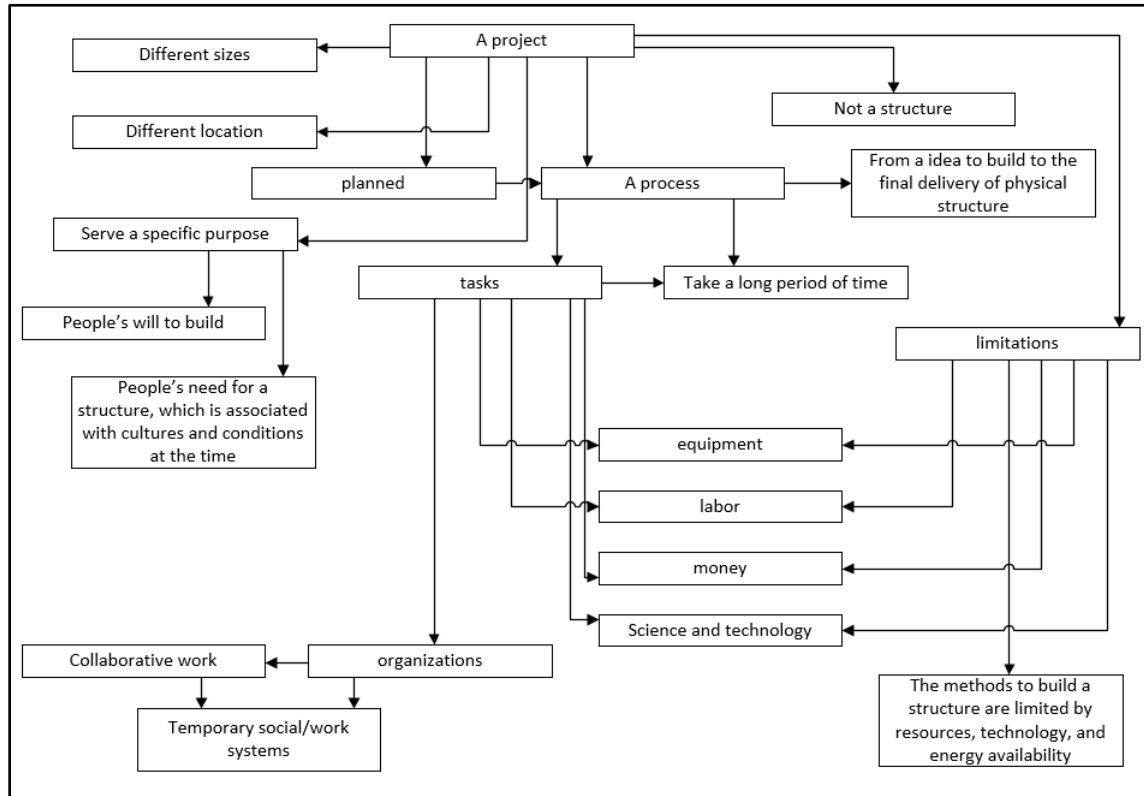 A project
Different sizes
Not a structure
Different location
From a idea to build to the
final delivery of physical
structure
planned
A process
Serve a specific purpose
tasks
Take a long period of time
People’s will to build
limitations
People’s need for a
structure, which is associated
with cultures and conditions
at the time
equipment
labor
money
Science and technology
Collaborative work
organizations
The methods to build a
structure are limited by
resources, technology, and
energy availability
Temporary social/work
systems